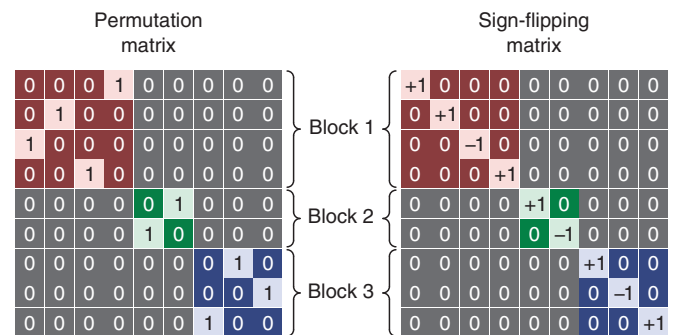 Permutation
matrix
Sign-flipping
matrix
0 0 0 1 0 0 0 0 0
0 1 0 0 0 0 0 0 0
1 0 0 0 0 0 0 0 0
0 0 1 0 0 0 0 0 0
0 0 0 0 0 1 0 0 0
0 0 0 0 1 0 0 0 0
0 0 0 0 0 0 0 1 0
0 0 0 0 0 0 0 0 1
0 0 0 0 0 0 1 0 0
Block 1
Block 2
Block 3
+1 0 0 0 0 0 0 0 0
0 +1 0 0 0 0 0 0 0
0 0 –1 0 0 0 0 0 0
0 0 0 +1 0 0 0 0 0
0 0 0 0 +1 0 0 0 0
0 0 0 0 0 –1 0 0 0
0 0 0 0 0 0 +1 0 0
0 0 0 0 0 0 0 –1 0
0 0 0 0 0 0 0 0 +1